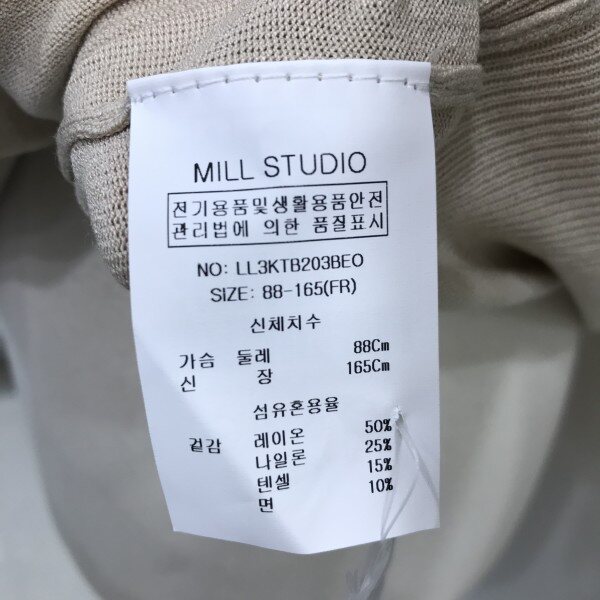 MILL STUDIO
전기용품및생활용품안전
관리법에 의한 품질표시
NO: LL3KTB203BEO
SIZE: 88-165(FR)
신체치수
가슴 둘레 88Cm
신 장 165Cm
섬유혼용율
겉감 레이온 50%
나일론 25%
텐셀 15%
면 10%